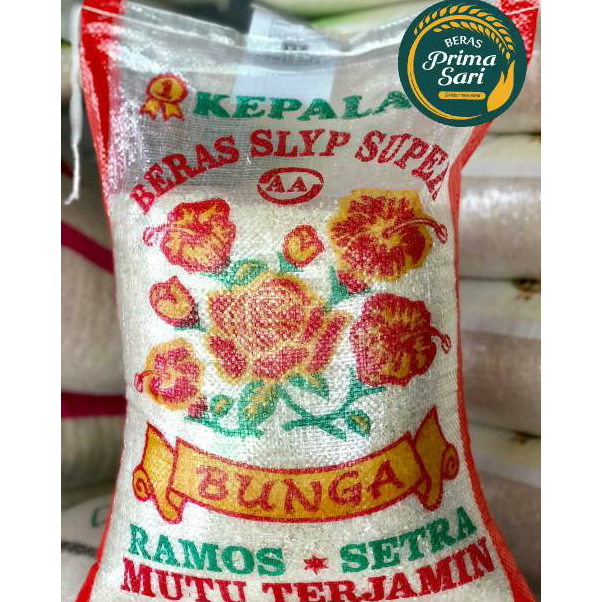 BERAS
Prima
Sari
1
KEPALA
BERAS SLYP SUPER
AA
BUNGA
RAMOS ★ SETRA
MUTU TERJAMIN